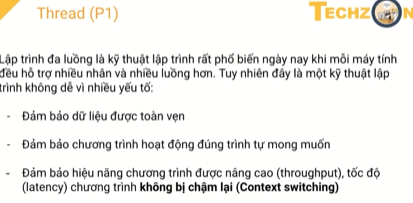 Thread (P1)
TECHZ N
Lập trình đa luồng là kỹ thuật lập trình rất phổ biến ngày nay khi mỗi máy tính
đều hỗ trợ nhiều nhân và nhiều luồng hơn. Tuy nhiên đây là một kỹ thuật lập
trình không dễ vì nhiều yếu tố:
- Đảm bảo dữ liệu được toàn vẹn
- Đảm bảo chương trình hoạt động đúng trình tự mong muốn
- Đảm bảo hiệu năng chương trình được nâng cao (throughput), tốc độ
(latency) chương trình không bị chậm lại (Context switching)